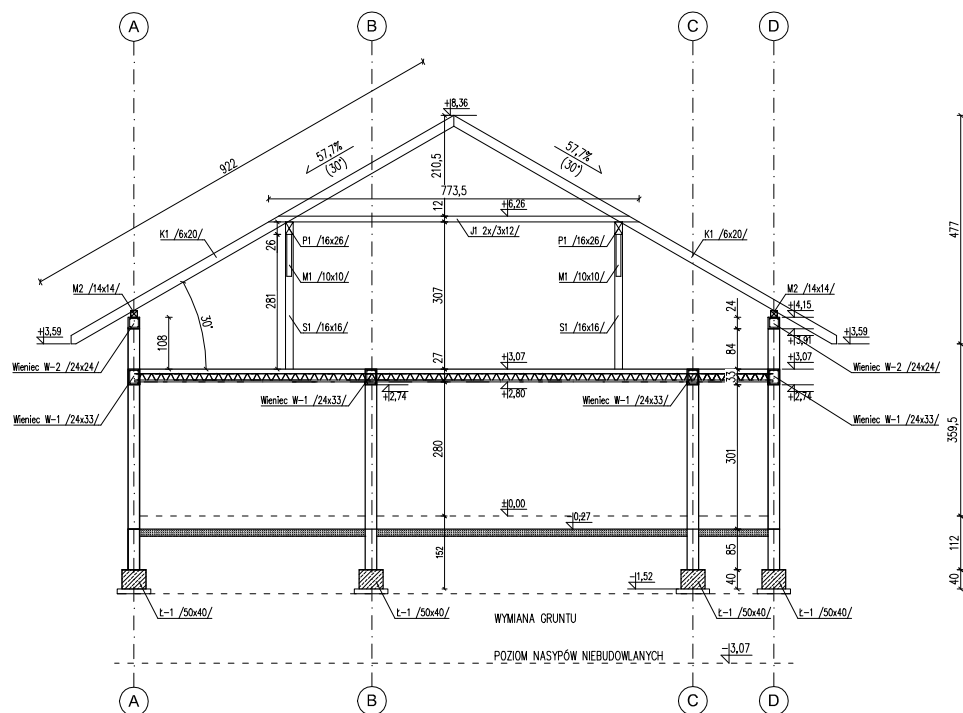 A
B
C
D
+8,36
922
57,7%
(30°)
57,7%
(30°)
210,5
773,5
12
+6,26
J1 2x/3x12/
K1 /6x20/
K1 /6x20/
477
26
P1 /16x26/
P1 /16x26/
M1 /10x10/
M1 /10x10/
M2 /14x14/
M2 /14x14/
281
307
30°
S1 /16x16/
S1 /16x16/
24
+4,15
+3,59
+3,91
+3,59
108
84
Wieniec W-2 /24x24/
27
+3,07
+3,07
Wieniec W-2 /24x24/
33
+2,74
+2,80
+2,74
Wieniec W-1 /24x33/
Wieniec W-1 /24x33/
Wieniec W-1 /24x33/
Wieniec W-1 /24x33/
359,5
280
301
±0,00
-0,27
152
85
112
-1,52
40
40
Ł-1 /50x40/
Ł-1 /50x40/
Ł-1 /50x40/
Ł-1 /50x40/
WYMIANA GRUNTU
POZIOM NASYPÓW NIEBUDOWLANYCH
-3,07
A
B
C
D